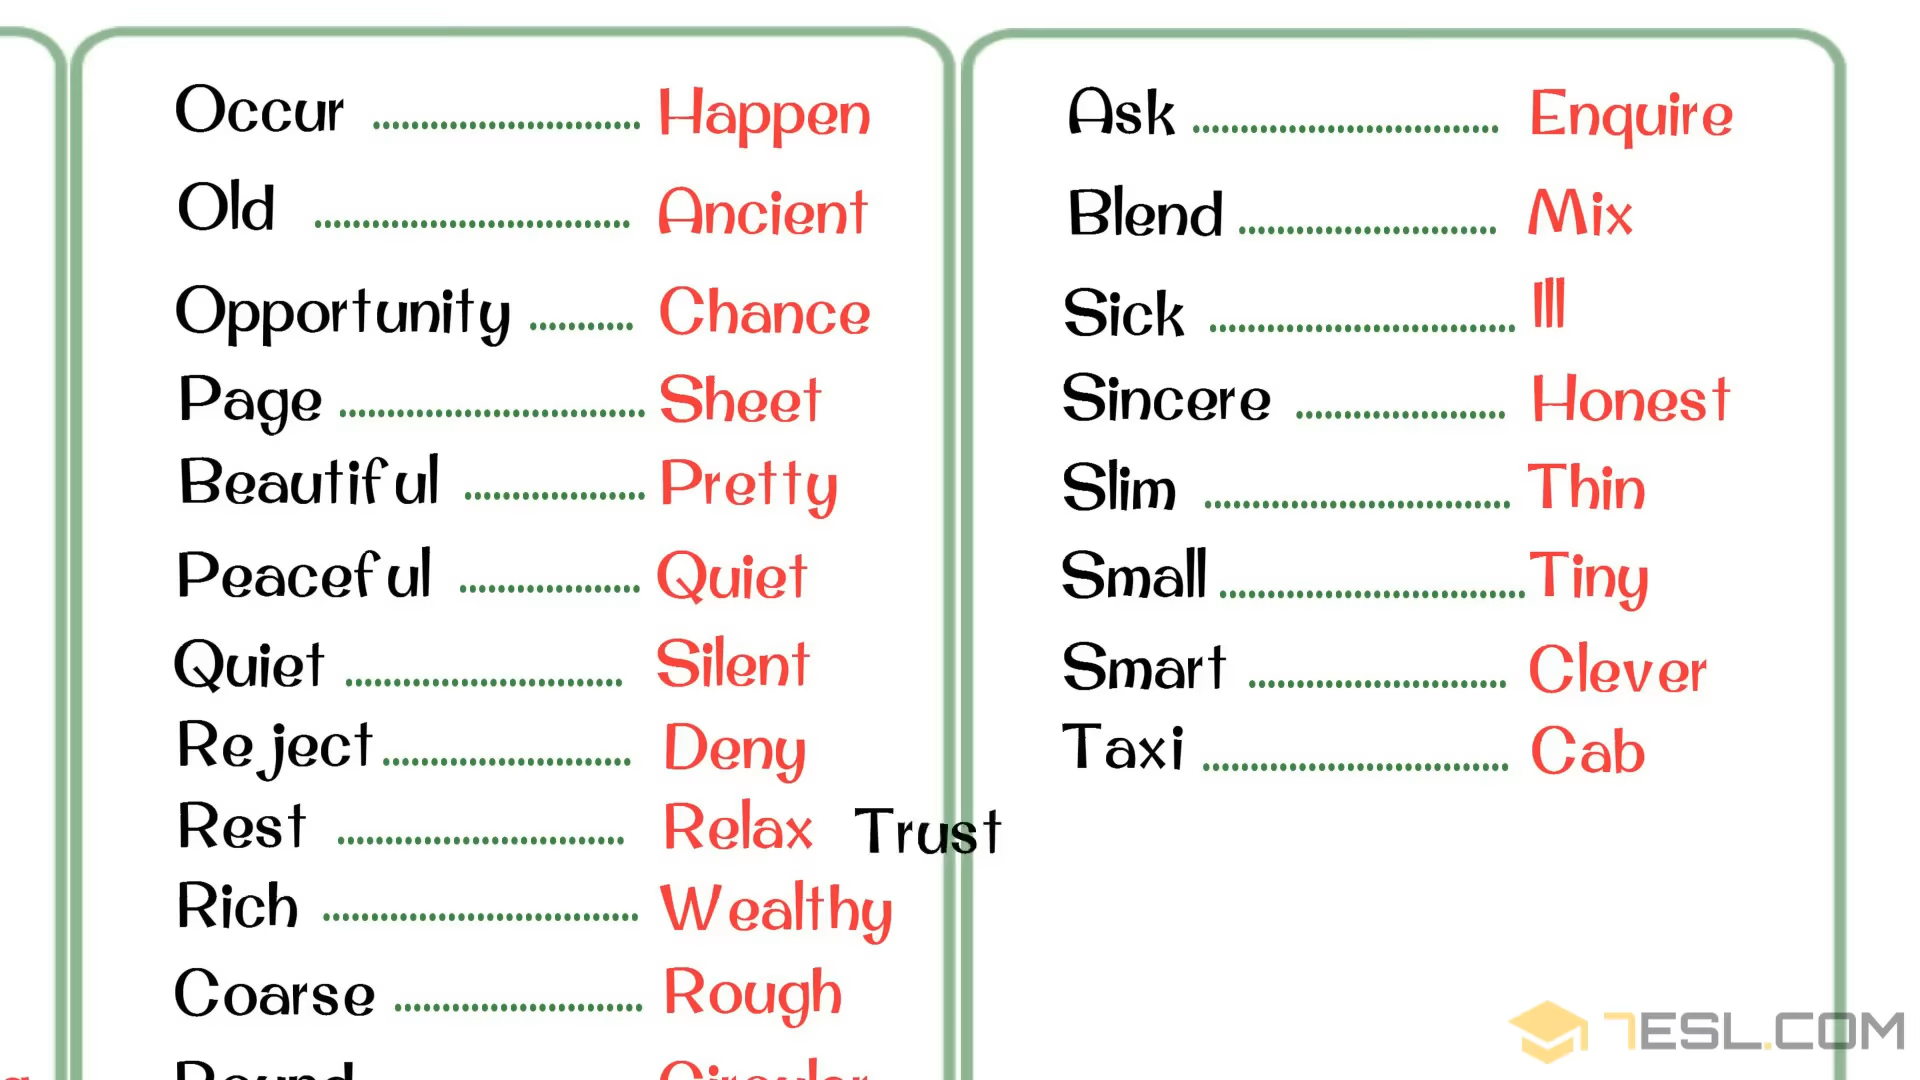 Occur ............................ Happen
Old ................................. Ancient
Opportunity ........... Chance
Page ................................ Sheet
Beautiful ................... Pretty
Peaceful ................... Quiet
Quiet ............................. Silent
Reject .......................... Deny
Rest .............................. Relax
Rich ................................. Wealthy
Coarse .......................... Rough
Round Circular
Trust
Ask ................................ Enquire
Blend ........................... Mix
Sick ................................ Ill
Sincere ...................... Honest
Slim ................................ Thin
Small ................................ Tiny
Smart ........................... Clever
Taxi ................................ Cab
7ESL.COM